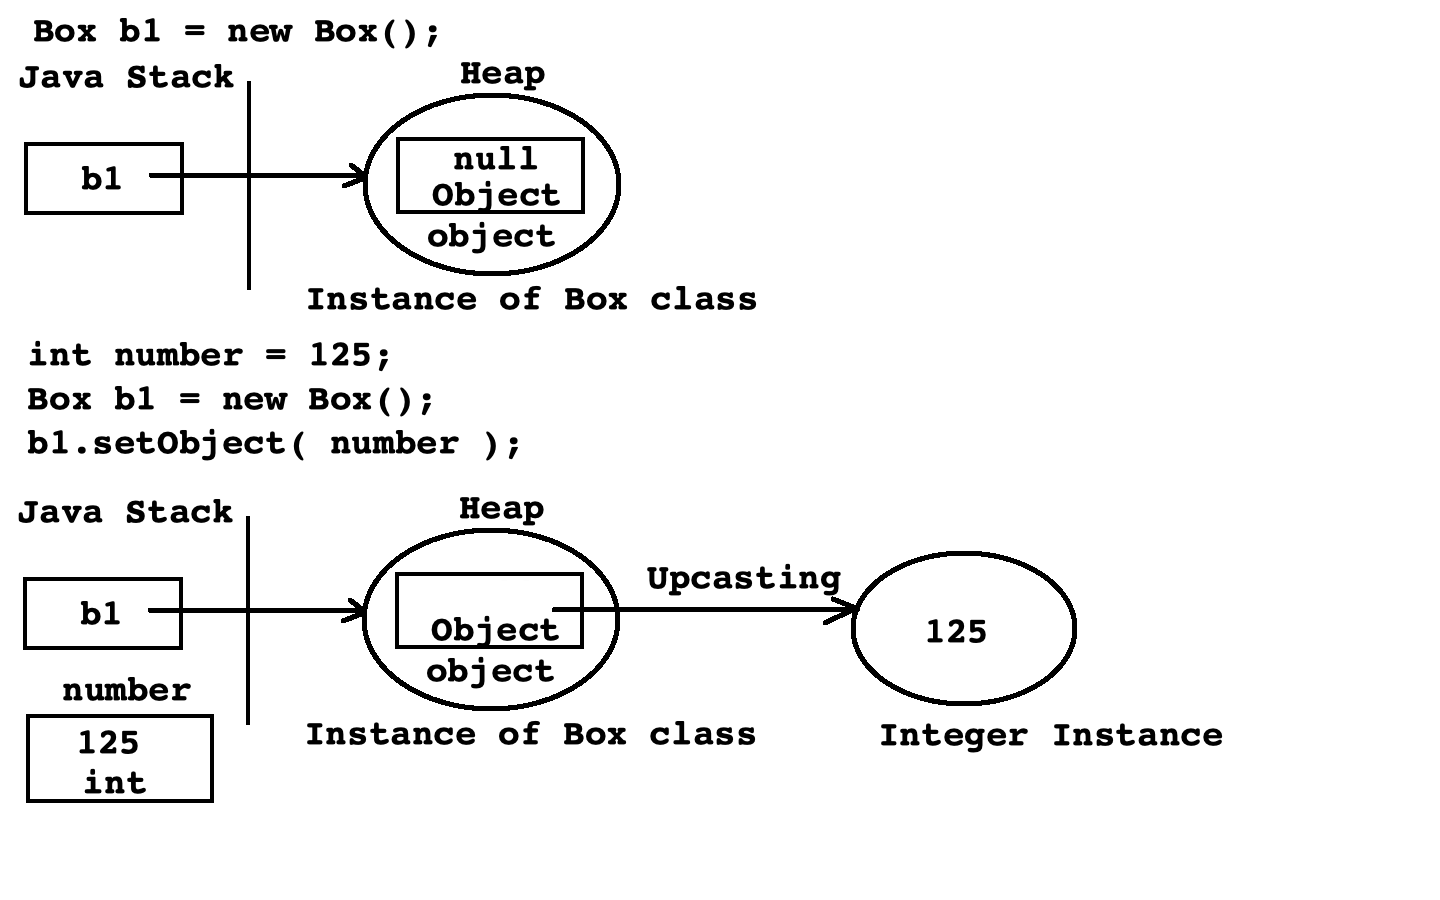 Box b1 = new Box();
Java Stack
Heap
b1
null
Object
object
Instance of Box class
int number = 125;
Box b1 = new Box();
b1.setObject( number );
Java Stack
Heap
Upcasting
b1
Object
125
object
number
Instance of Box class
Integer Instance
125
int